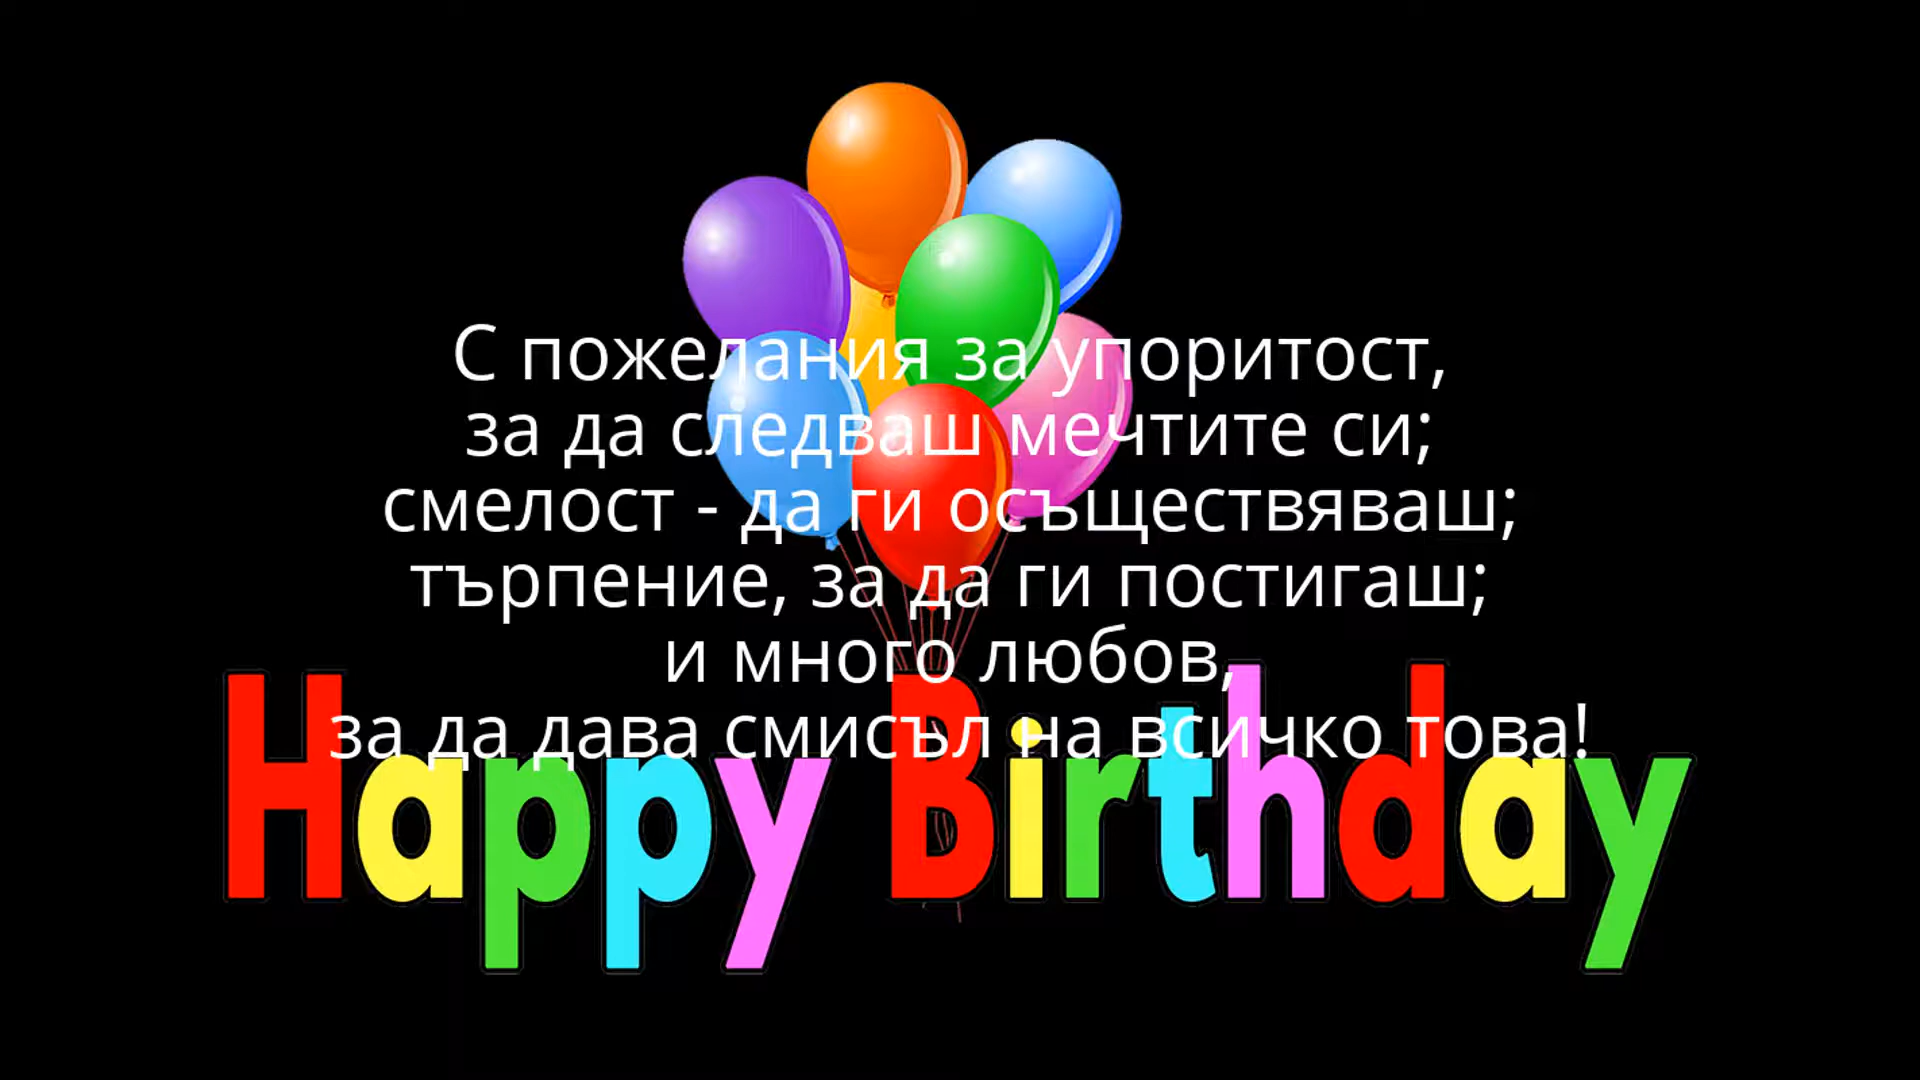 С пожелания за упоритост,
за да следваш мечтите си;
смелост - да ги осъществяваш;
търпение, за да ги постигаш;
и много любов,
за да дава смисъл на всичко това!
Happy Birthday